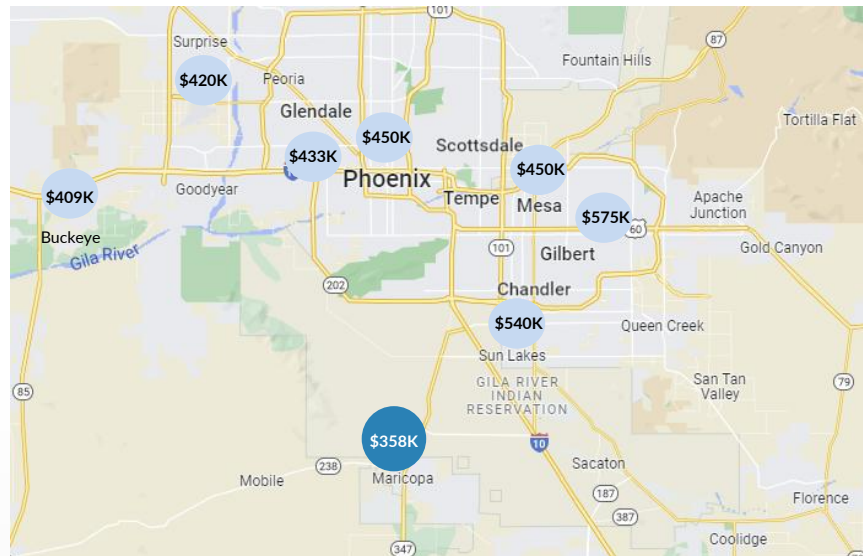 101
87
Surprise
Fountain Hills
$420K
Peoria
Glendale
Tortilla Flat
$450K
Scottsdale
$433K
$450K
Phoenix
Goodyear
$409K
Tempe
Mesa
Apache
Junction
$575K
60
Buckeye
101
Gold Canyon
Gila River
Gilbert
202
Chandler
$540K
Queen Creek
Sun Lakes
GILA RIVER
INDIAN
RESERVATION
San Tan
Valley
79
85
$358K
10
238
Sacaton
Mobile
Maricopa
187
Florence
387
Coolidge
347